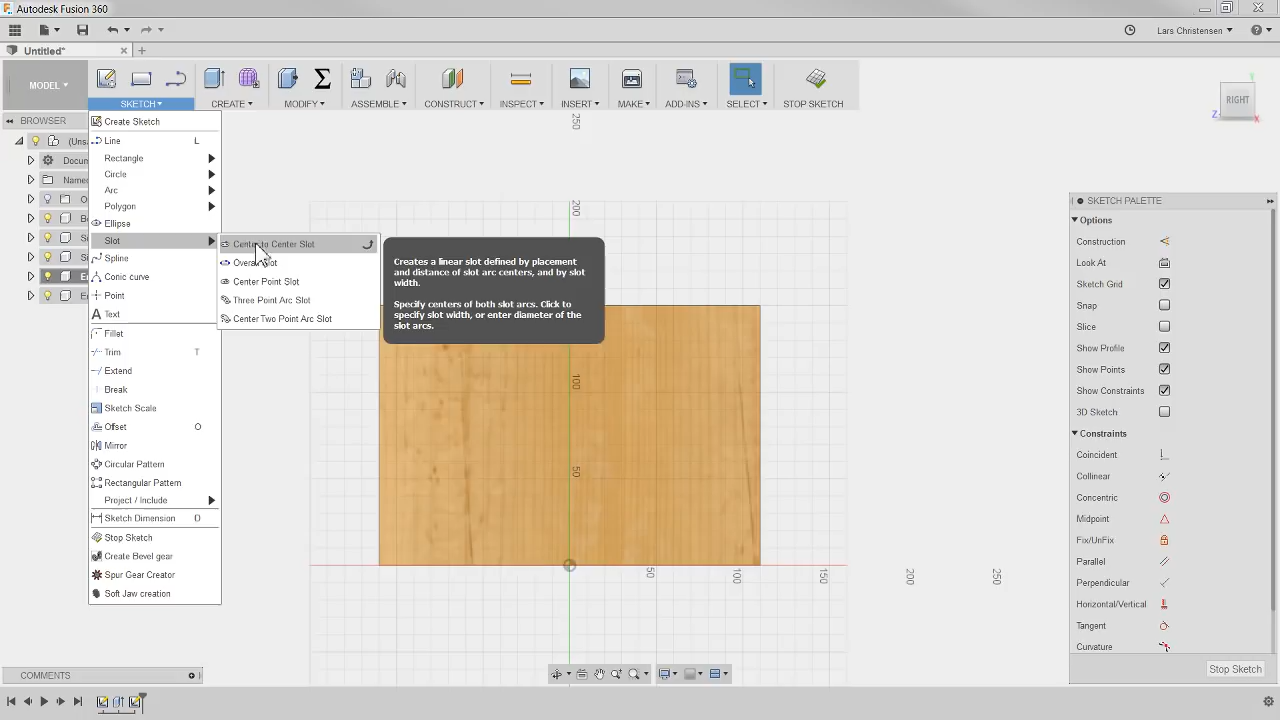 Autodesk Fusion 360
Lars Christensen
Untitled*
MODEL
SKETCH
CREATE
MODIFY
ASSEMBLE
CONSTRUCT
INSPECT
INSERT
MAKE
ADD-INS
SELECT
STOP SKETCH
BROWSER
(Uns
Docum
Named
O
Create Sketch
Line L
Rectangle
Circle
Arc
Polygon
Ellipse
Slot
Spline
Conic curve
Point
Text
Fillet
Trim T
Extend
Break
Sketch Scale
Offset O
Mirror
Circular Pattern
Rectangular Pattern
Project / Include
Sketch Dimension D
Stop Sketch
Create Bevel gear
Spur Gear Creator
Soft Jaw creation
Center to Center Slot
Overall Slot
Center Point Slot
Three Point Arc Slot
Center Two Point Arc Slot
Creates a linear slot defined by placement
and distance of slot arc centers, and by slot
width.
Specify centers of both slot arcs. Click to
specify slot width, or enter diameter of the
slot arcs.
250
200
100
50
50
100
150
200
250
RIGHT
Z
Y
X
SKETCH PALETTE
Options
Construction
Look At
Sketch Grid
Snap
Slice
Show Profile
Show Points
Show Constraints
3D Sketch
Constraints
Coincident
Collinear
Concentric
Midpoint
Fix/UnFix
Parallel
Perpendicular
Horizontal/Vertical
Tangent
Curvature
Stop Sketch
COMMENTS